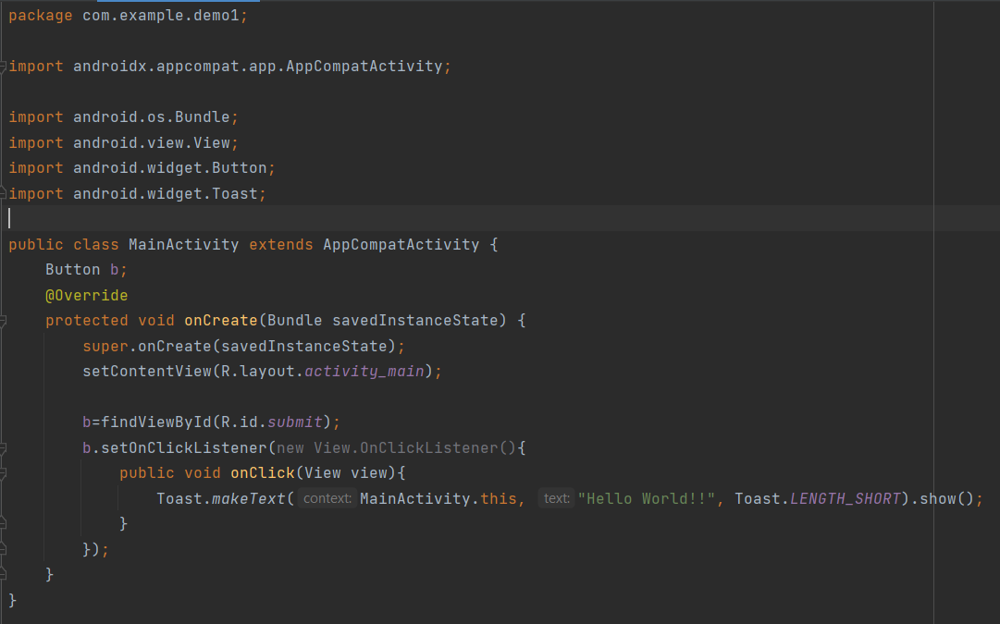 package com.example.demo1;
import androidx.appcompat.app.AppCompatActivity;
import android.os.Bundle;
import android.view.View;
import android.widget.Button;
import android.widget.Toast;
public class MainActivity extends AppCompatActivity {
    Button b;
    @Override
    protected void onCreate(Bundle savedInstanceState) {
        super.onCreate(savedInstanceState);
        setContentView(R.layout.activity_main);
        b=findViewById(R.id.submit);
        b.setOnClickListener(new View.OnClickListener(){
            public void onClick(View view){
                Toast.makeText( context: MainActivity.this, text: "Hello World!!", Toast.LENGTH_SHORT).show();
            }
        });
    }
}